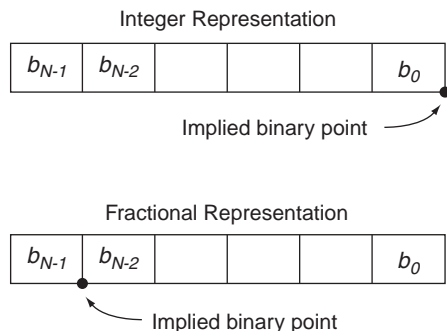 Integer Representation
b_{N-1} b_{N-2} b_0
Implied binary point
Fractional Representation
b_{N-1} b_{N-2} b_0
Implied binary point